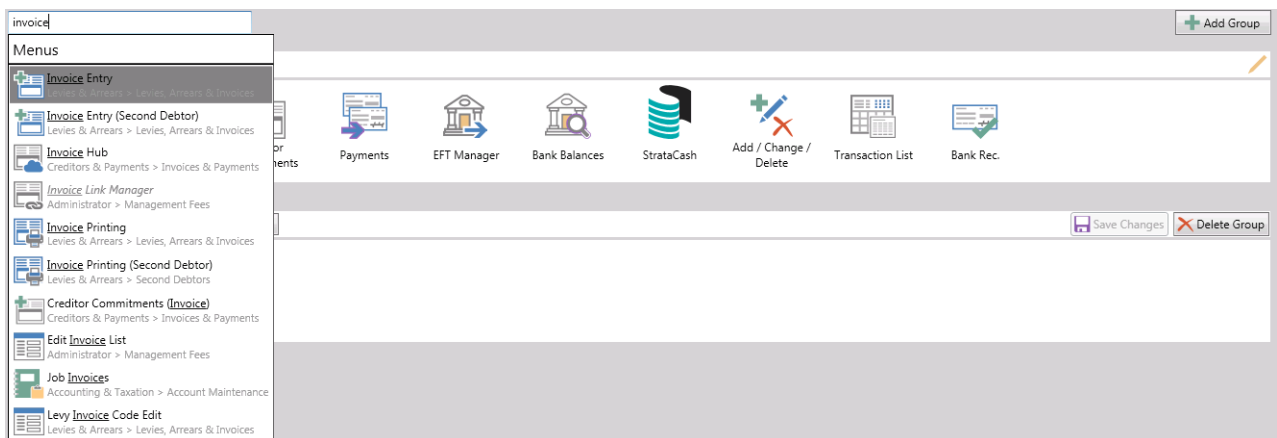 invoice
Add Group
Menus
Invoice Entry
Levies & Arrears > Levies, Arrears & Invoices
Invoice Entry (Second Debtor)
Levies & Arrears > Levies, Arrears & Invoices
Invoice Hub
Creditors & Payments > Invoices & Payments
Invoice Link Manager
Administrator > Management Fees
Invoice Printing
Levies & Arrears > Levies, Arrears & Invoices
Invoice Printing (Second Debtor)
Levies & Arrears > Second Debtors
Creditor Commitments (Invoice)
Creditors & Payments > Invoices & Payments
Edit Invoice List
Administrator > Management Fees
Job Invoices
Accounting & Taxation > Account Maintenance
Levy Invoice Code Edit
Levies & Arrears > Levies, Arrears & Invoices
or
nents
Payments
EFT Manager
Bank Balances
StrataCash
Add / Change /
Delete
Transaction List
Bank Rec.
Save Changes
Delete Group